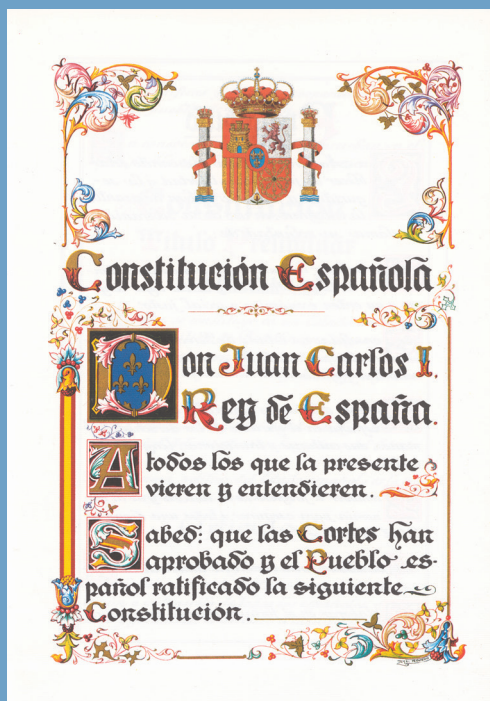 Constitución Española
Don Juan Carlos I.
Rey de España.
A todos los que la presente
vieren y entendieren.
Sabed: que las Cortes han
aprobado y el Pueblo es-
pañol ratificado la siguiente
Constitución.